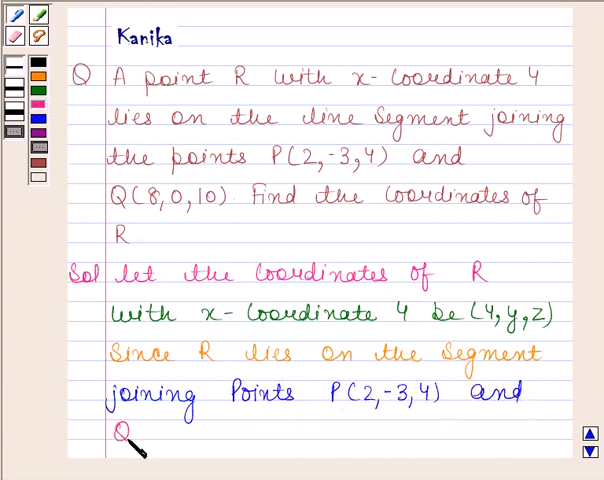 Kanika
Q A point R with x-coordinate 4
lies on the line segment joining
the points P(2,-3,4) and
Q(8,0,10). Find the coordinates of
R
Sol let the coordinates of R
with x-coordinate 4 be (4,y,z)
Since R lies on the segment
joining Points P(2,-3,4) and
Q